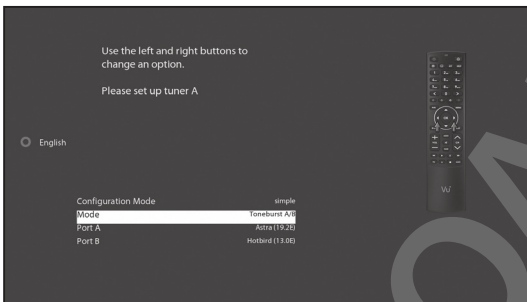 Use the left and right buttons to
change an option.
Please set up tuner A
English
Configuration Mode simple
Mode Toneburst A/B
Port A Astra (19.2E)
Port B Hotbird (13.0E)